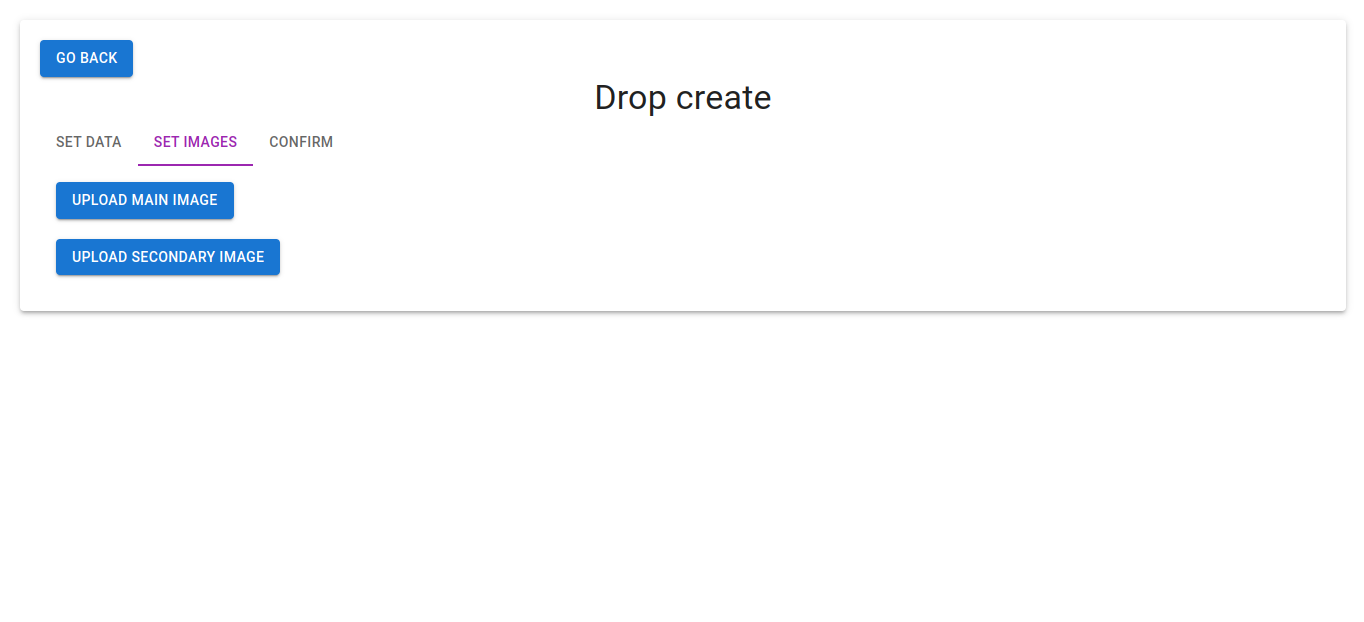 GO BACK
Drop create
SET DATA SET IMAGES CONFIRM
UPLOAD MAIN IMAGE
UPLOAD SECONDARY IMAGE